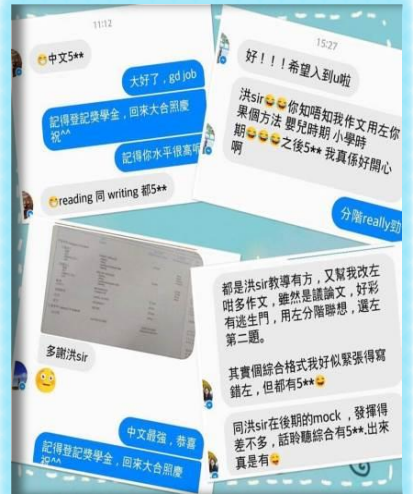 11:12
中文5**
大好了，gd job
記得登記獎學金，回來大合照慶
祝^^
記得你水平很高
reading 同 writing 都5**
15:27
好！！！希望入到u啦
洪sir😄😄你知唔知我作文用左你
果個方法 嬰兒時期 小學時
期😄😄😄之後5** 我真係好開心
啊
分階really勁
多謝洪sir
中文最強，恭喜
記得登記獎學金，回來大合照慶
祝^^
都是洪sir教導有方，又幫我改左
咁多作文，雖然是議論文，好彩
有逃生門，用左分階聯想，選左
第二題。
其實個綜合格式我好似緊張得寫
錯左，但都有5**😄
同洪sir在後期的mock，發揮得
差不多，話聆聽綜合有5**.出來
真是有😄